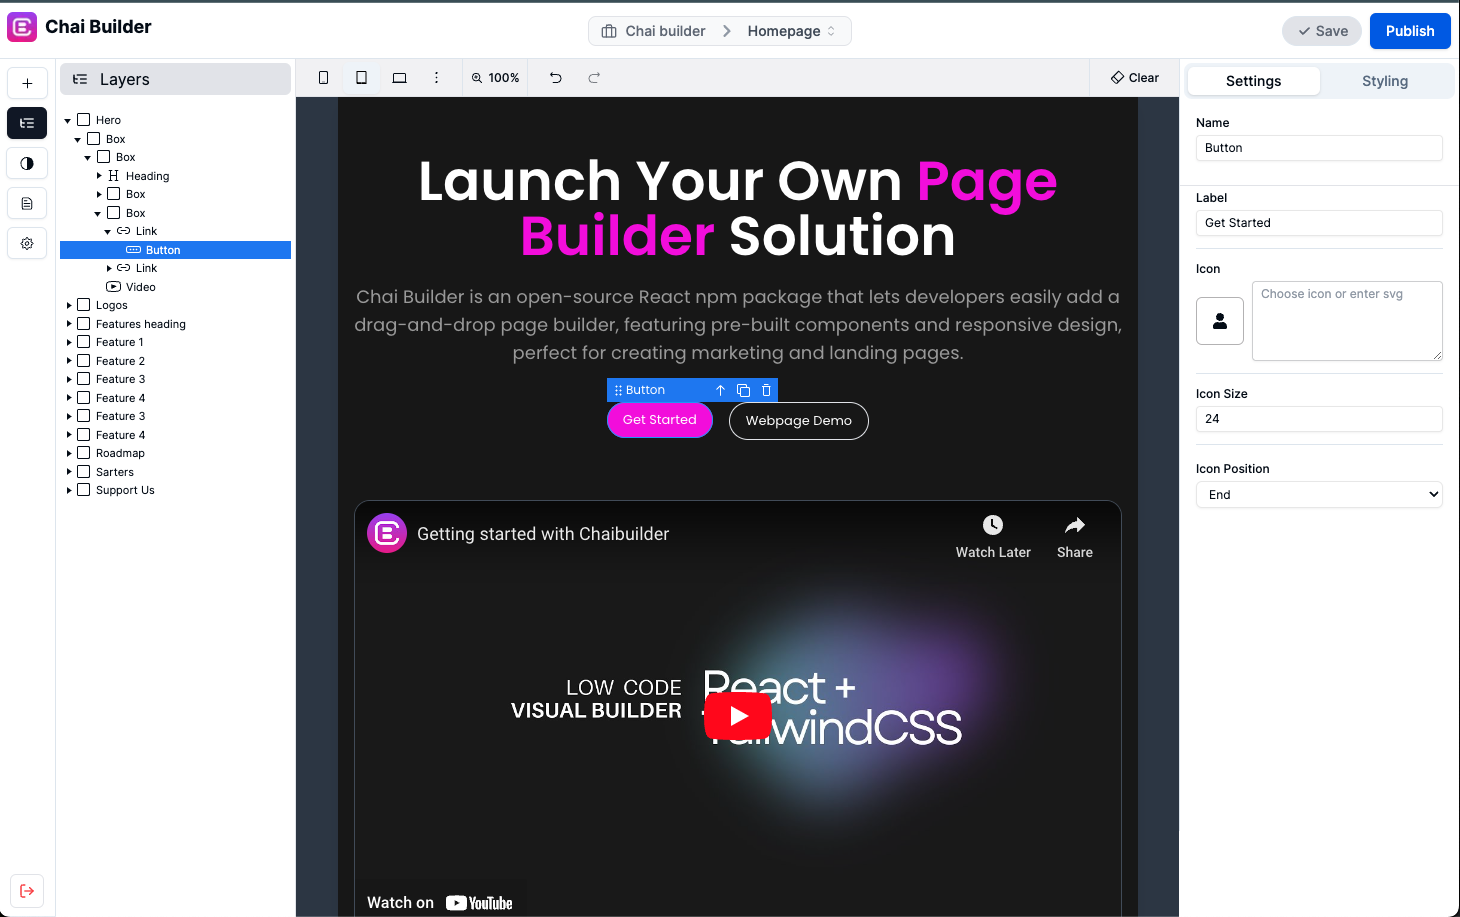 Chai Builder
Chai builder
Homepage
Save
Publish
Layers
100%
Clear
Settings
Styling
Hero
Box
Box
Heading
Box
Box
Link
Button
Link
Video
Logos
Features heading
Feature 1
Feature 2
Feature 3
Feature 4
Feature 3
Feature 4
Roadmap
Sarters
Support Us
Launch Your Own Page
Builder Solution
Chai Builder is an open-source React npm package that lets developers easily add a
drag-and-drop page builder, featuring pre-built components and responsive design,
perfect for creating marketing and landing pages.
Button
Get Started
Webpage Demo
Getting started with Chaibuilder
Watch Later
Share
LOW CODE
VISUAL BUILDER
React +
TailwindCSS
Watch on YouTube
Name
Button
Label
Get Started
Icon
Choose icon or enter svg
Icon Size
24
Icon Position
End